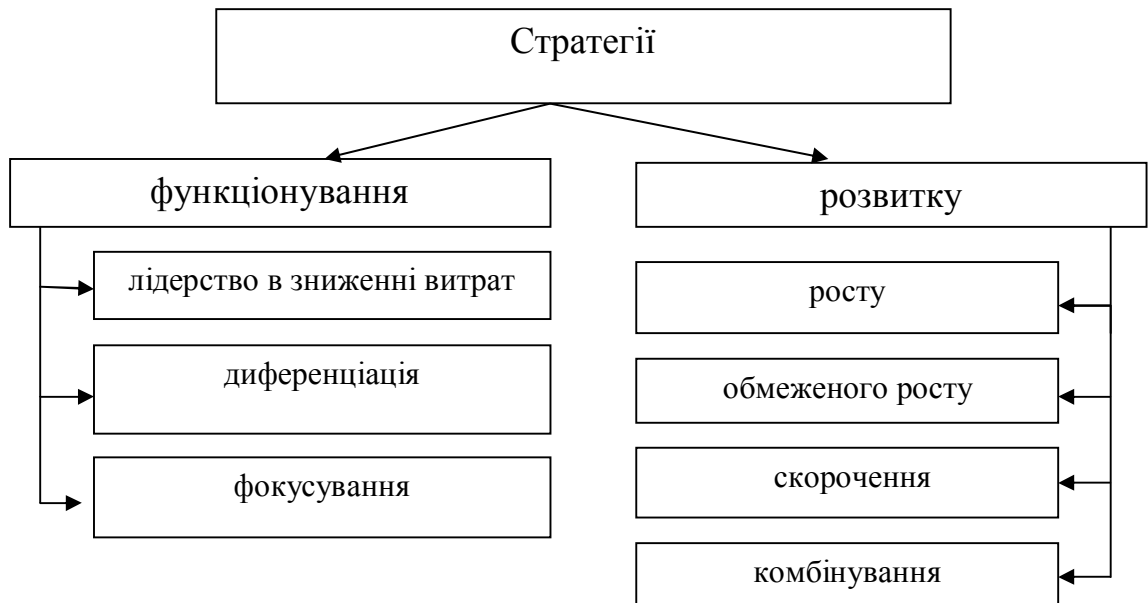 Стратегії
функціонування
лідерство в зниженні витрат
диференціація
фокусування
розвитку
росту
обмеженого росту
скорочення
комбінування